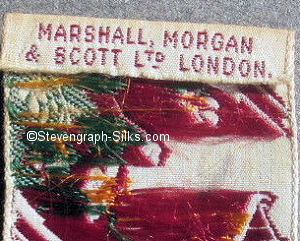 MARSHALL, MORGAN
& SCOTT LTD LONDON.
©Stevengraph-Silks.com